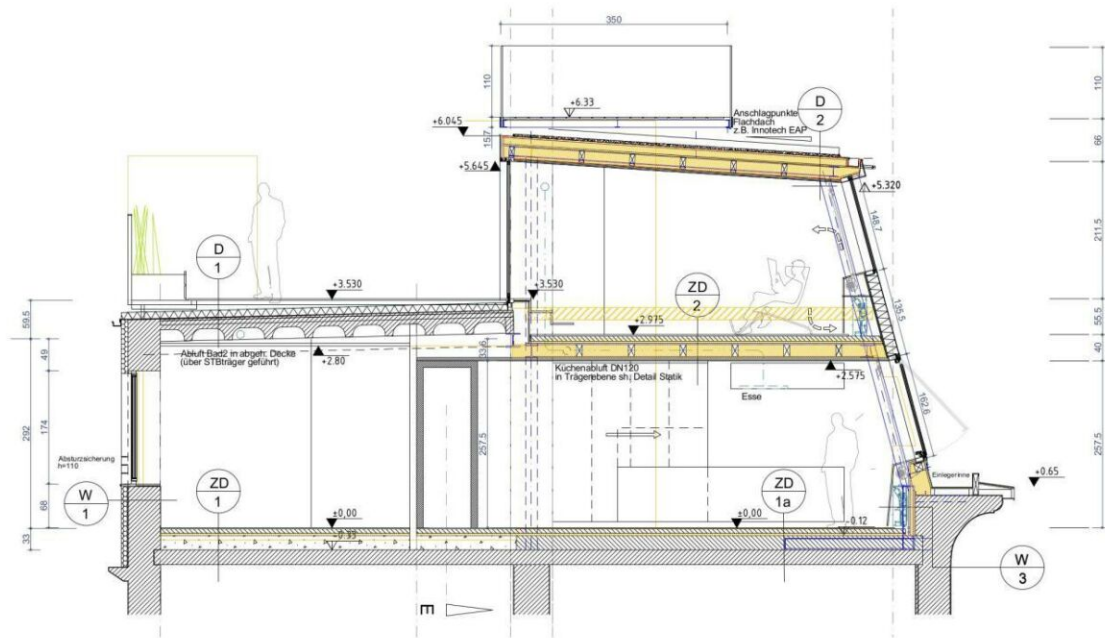 350
110
+6.33
Anschlagpunkte
Flachdach
z.B. Innotech EAP
D
2
110
+6.045
15
66
+5.645
+5.320
148.7
211.5
D
1
+3.530
+3.530
ZD
2
135.5
59.5
+2.975
55.5
49
Abluft Bad2 in abgeh. Decke
(über STBträger geführt)
+2.80
40
Küchenabluft DN120
in Trägerebene sh. Detail Statik
+2.575
Esse
162.6
292
174
257.5
257.5
Absturzsicherung
h=110
Einlegerinne
+0.65
W
1
ZD
1
ZD
1a
68
±0,00
±0,00
-0.12
33
-0.33
W
3
E